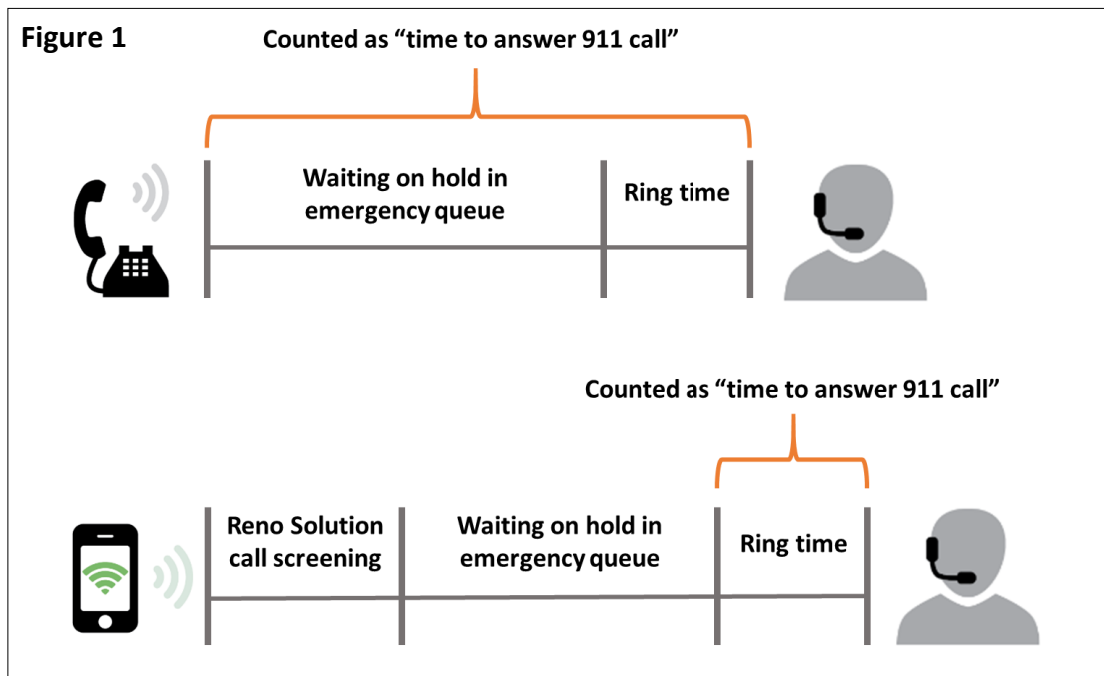 Figure 1
Counted as “time to answer 911 call”
Waiting on hold in
emergency queue
Ring time
Counted as “time to answer 911 call”
Reno Solution
call screening
Waiting on hold in
emergency queue
Ring time